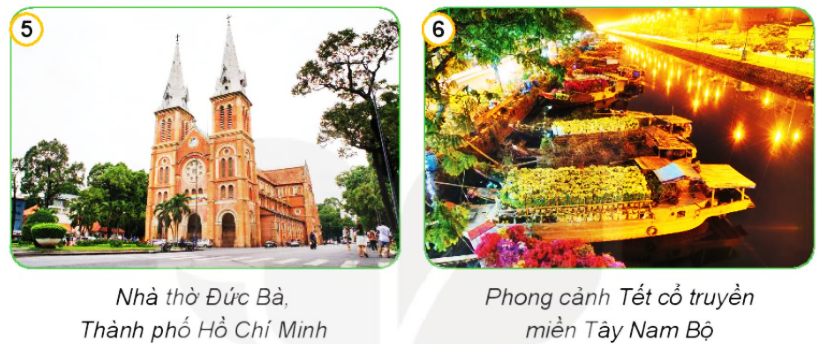 5
6
Nhà thờ Đức Bà,
Thành phố Hồ Chí Minh
Phong cảnh Tết cổ truyền
miền Tây Nam Bộ